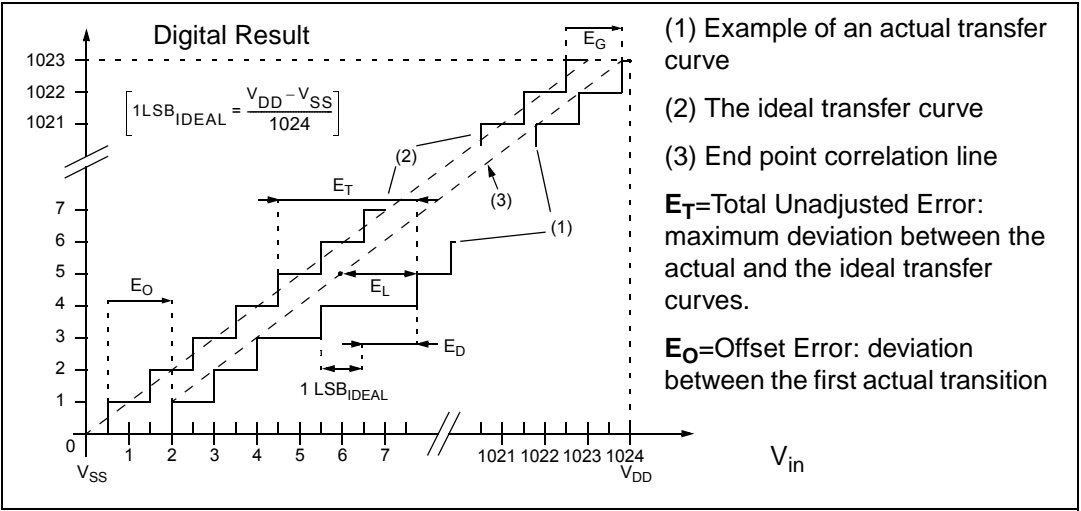 Digital Result
1023
1022
1021
[1LSB_IDEAL = (V_DD – V_SS) / 1024]
E_G
(2)
(3)
(1)
E_T
7
6
5
4
3
2
1
0
E_O
E_L
E_D
1 LSB_IDEAL
1 2 3 4 5 6 7 1021 1022 1023 1024
V_SS
V_DD
V_in
(1) Example of an actual transfer
curve
(2) The ideal transfer curve
(3) End point correlation line
E_T=Total Unadjusted Error:
maximum deviation between the
actual and the ideal transfer
curves.
E_O=Offset Error: deviation
between the first actual transition